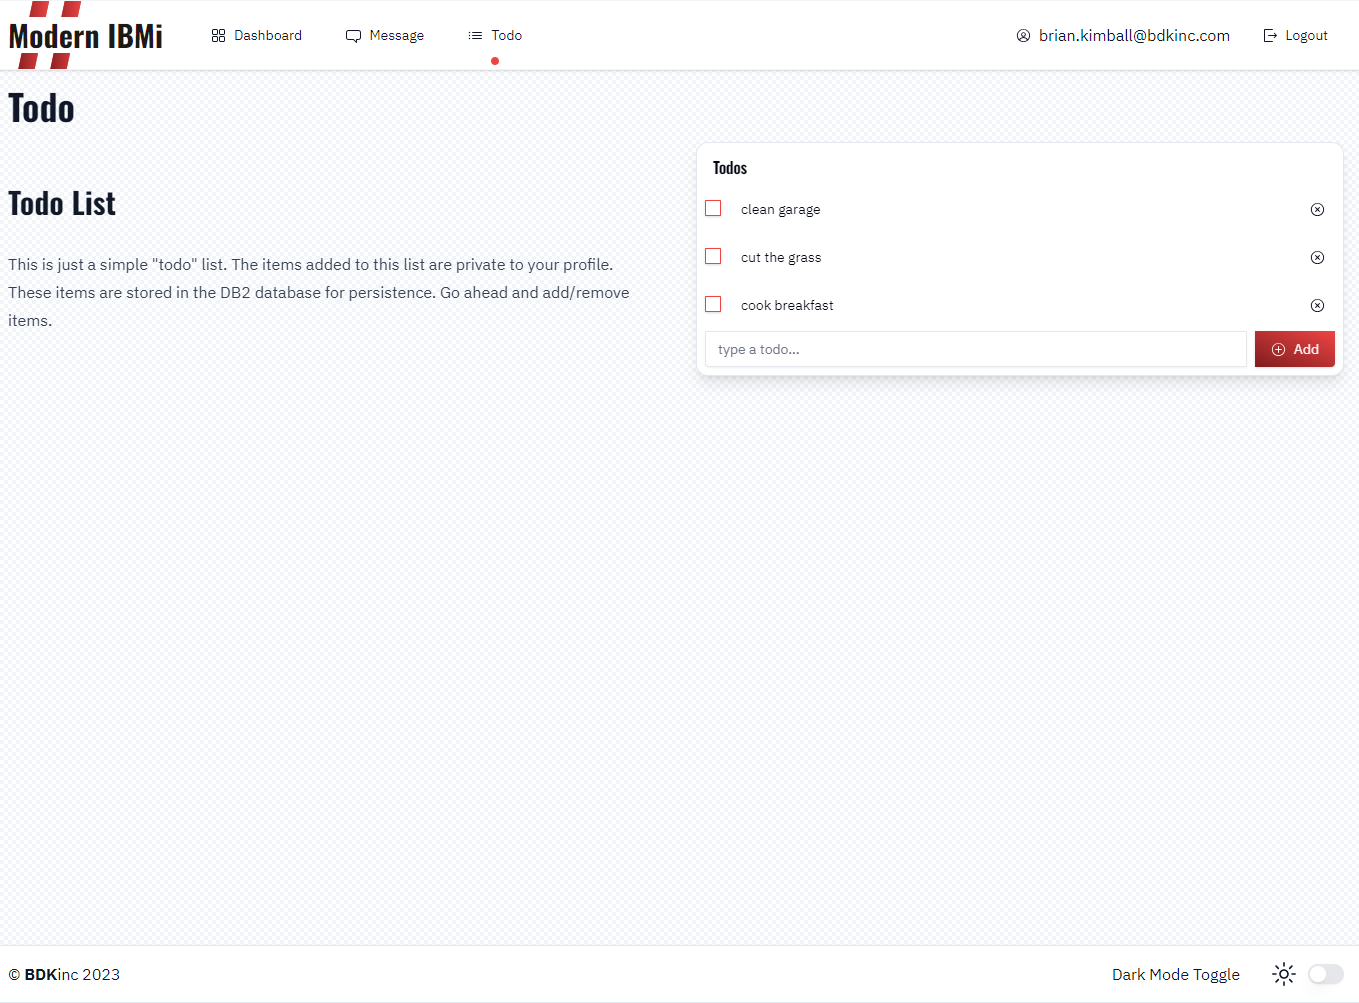 Modern IBMi
Dashboard
Message
Todo
brian.kimball@bdkinc.com
Logout
Todo
Todo List
This is just a simple "todo" list. The items added to this list are private to your profile.
These items are stored in the DB2 database for persistence. Go ahead and add/remove
items.
Todos
clean garage
cut the grass
cook breakfast
type a todo...
Add
© BDKinc 2023
Dark Mode Toggle